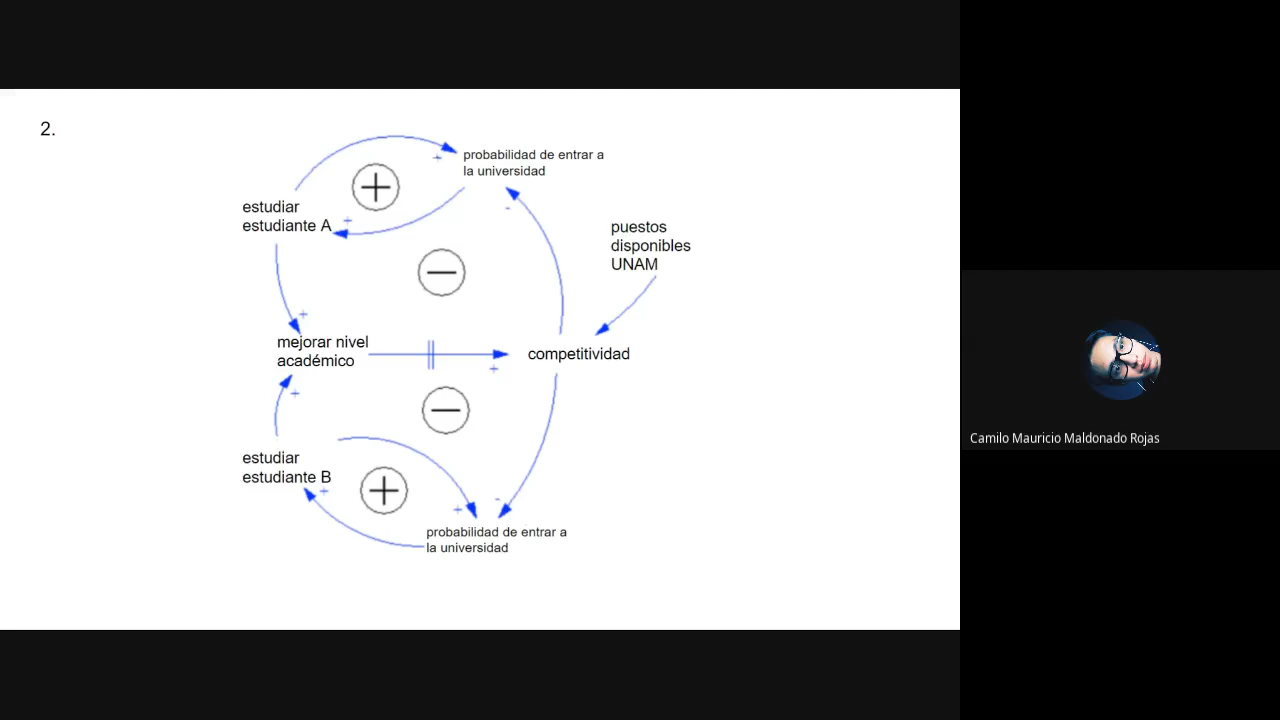 2.
probabilidad de entrar a
la universidad
+
+
estudiar
estudiante A
+
-
puestos
disponibles
UNAM
—
+
mejorar nivel
académico
competitividad
+
+
—
estudiar
estudiante B
+
+
+
-
probabilidad de entrar a
la universidad
Camilo Mauricio Maldonado Rojas